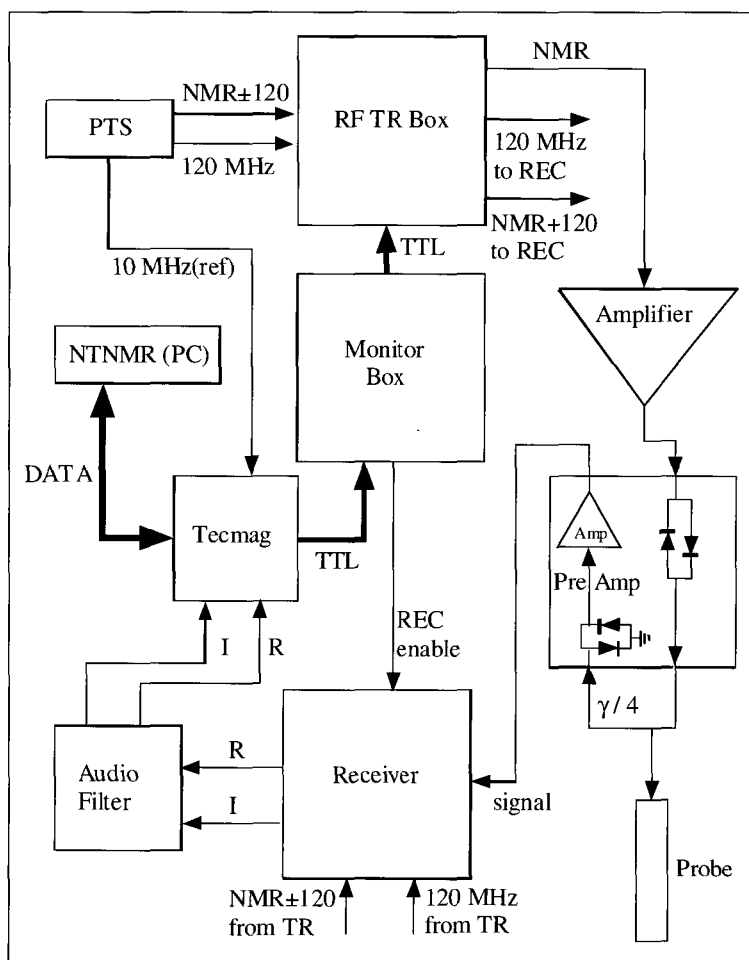 NMR
NMR±120
PTS
RF TR Box
120 MHz
120 MHz
to REC
NMR+120
to REC
TTL
10 MHz(ref)
Amplifier
NTNMR (PC)
Monitor
Box
DATA
Tecmag
TTL
Amp
Pre Amp
REC
enable
I
R
γ / 4
Audio
Filter
R
I
Receiver
signal
Probe
NMR±120
from TR
120 MHz
from TR